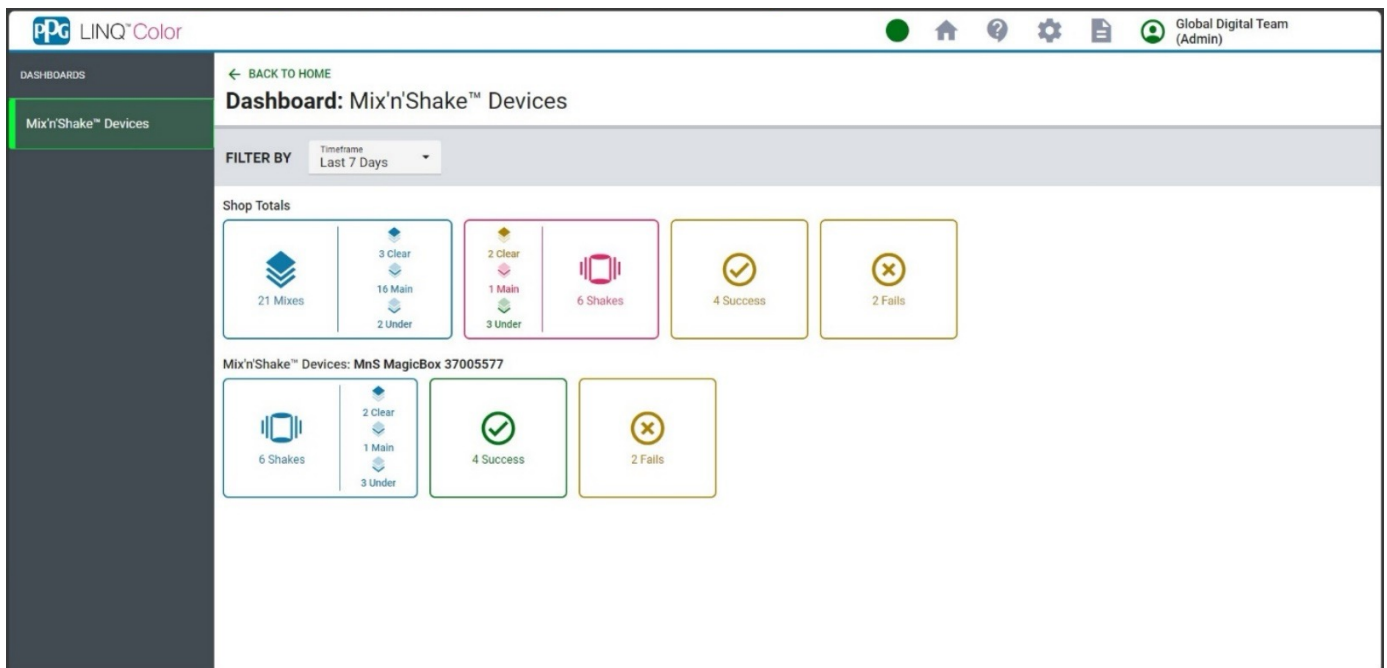 PPG LINQ™Color
Global Digital Team
(Admin)
DASHBOARDS
Mix'n'Shake™ Devices
← BACK TO HOME
Dashboard: Mix'n'Shake™ Devices
FILTER BY
Timeframe
Last 7 Days
Shop Totals
21 Mixes
3 Clear
16 Main
2 Under
2 Clear
1 Main
3 Under
6 Shakes
4 Success
2 Fails
Mix'n'Shake™ Devices: MnS MagicBox 37005577
6 Shakes
2 Clear
1 Main
3 Under
4 Success
2 Fails